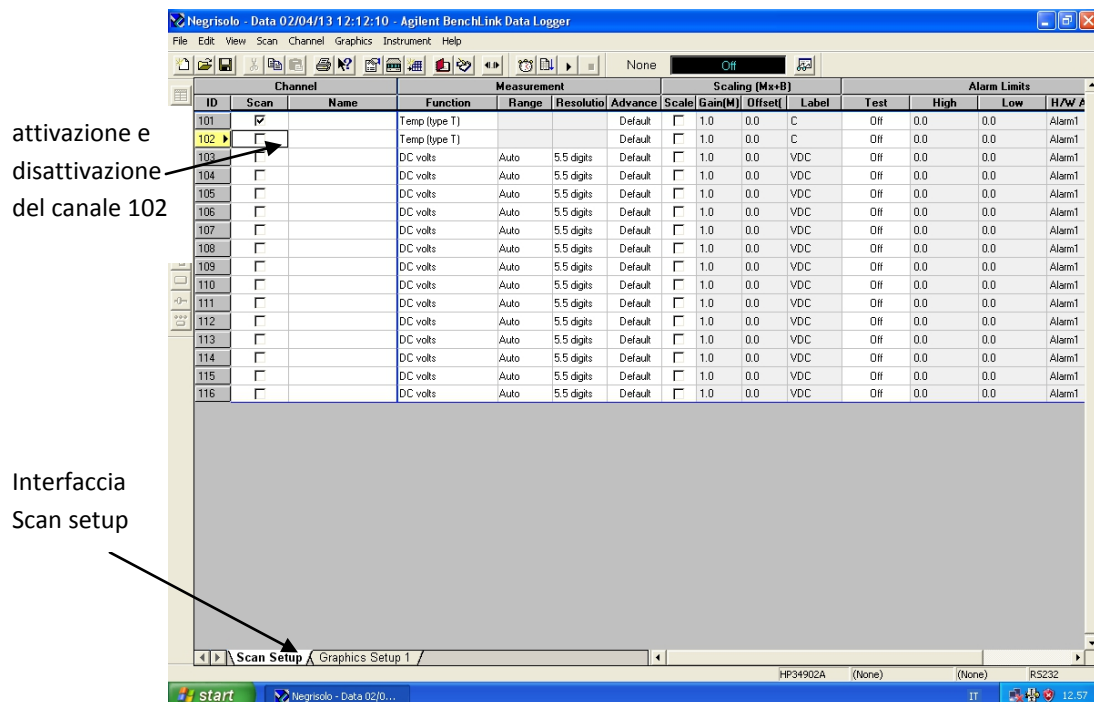 Negrisolo - Data 02/04/13 12:12:10 - Agilent BenchLink Data Logger
File Edit View Scan Channel Graphics Instrument Help
None Off
Channel Measurement Scaling (Mx+B) Alarm Limits
ID Scan Name Function Range Resolutio Advance Scale Gain(M) Offset( Label Test High Low H/W A
101 Temp (type T) Default 1.0 0.0 C Off 0.0 0.0 Alarm1
102 Temp (type T) Default 1.0 0.0 C Off 0.0 0.0 Alarm1
103 DC volts Auto 5.5 digits Default 1.0 0.0 VDC Off 0.0 0.0 Alarm1
104 DC volts Auto 5.5 digits Default 1.0 0.0 VDC Off 0.0 0.0 Alarm1
105 DC volts Auto 5.5 digits Default 1.0 0.0 VDC Off 0.0 0.0 Alarm1
106 DC volts Auto 5.5 digits Default 1.0 0.0 VDC Off 0.0 0.0 Alarm1
107 DC volts Auto 5.5 digits Default 1.0 0.0 VDC Off 0.0 0.0 Alarm1
108 DC volts Auto 5.5 digits Default 1.0 0.0 VDC Off 0.0 0.0 Alarm1
109 DC volts Auto 5.5 digits Default 1.0 0.0 VDC Off 0.0 0.0 Alarm1
110 DC volts Auto 5.5 digits Default 1.0 0.0 VDC Off 0.0 0.0 Alarm1
111 DC volts Auto 5.5 digits Default 1.0 0.0 VDC Off 0.0 0.0 Alarm1
112 DC volts Auto 5.5 digits Default 1.0 0.0 VDC Off 0.0 0.0 Alarm1
113 DC volts Auto 5.5 digits Default 1.0 0.0 VDC Off 0.0 0.0 Alarm1
114 DC volts Auto 5.5 digits Default 1.0 0.0 VDC Off 0.0 0.0 Alarm1
115 DC volts Auto 5.5 digits Default 1.0 0.0 VDC Off 0.0 0.0 Alarm1
116 DC volts Auto 5.5 digits Default 1.0 0.0 VDC Off 0.0 0.0 Alarm1
attivazione e
disattivazione
del canale 102
Interfaccia
Scan setup
Scan Setup Graphics Setup 1
HP34902A (None) (None) RS232
start Negrisolo - Data 02/0... IT 12.57